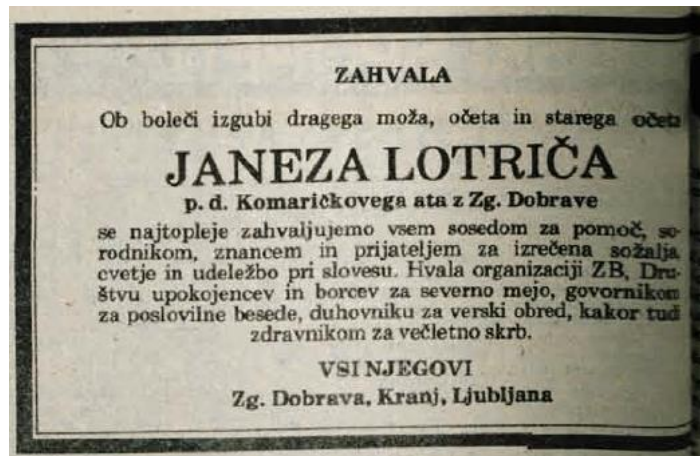 ZAHVALA
Ob boleči izgubi dragega moža, očeta in starega očeta
JANEZA LOTRIČA
p. d. Komaričkovega ata z Zg. Dobrave
se najtopleje zahvaljujemo vsem sosedom za pomoč, so-
rodnikom, znancem in prijateljem za izrečena sožalja
cvetje in udeležbo pri slovesu. Hvala organizaciji ZB, Dru-
štvu upokojencev in borcev za severno mejo, govornikom
za poslovilne besede, duhovniku za verski obred, kakor tudi
zdravnikom za večletno skrb.
VSI NJEGOVI
Zg. Dobrava, Kranj, Ljubljana